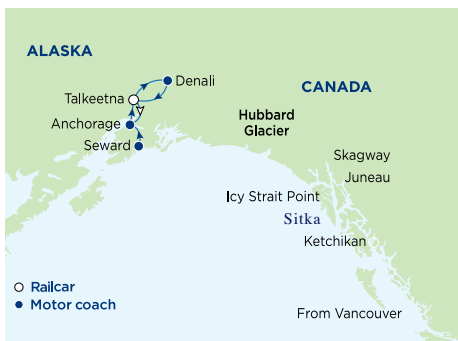 ALASKA
Denali
CANADA
Talkeetna
Hubbard
Glacier
Anchorage
Seward
Skagway
Juneau
Icy Strait Point
Sitka
Ketchikan
Railcar
Motor coach
From Vancouver